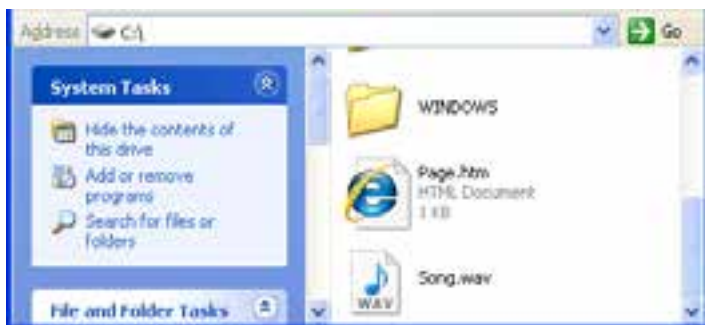 Address C:\ Go
System Tasks
Hide the contents of
this drive
Add or remove
programs
Search for files or
folders
File and Folder Tasks
WINDOWS
Page.htm
HTML Document
1 KB
Song.wav
WAV